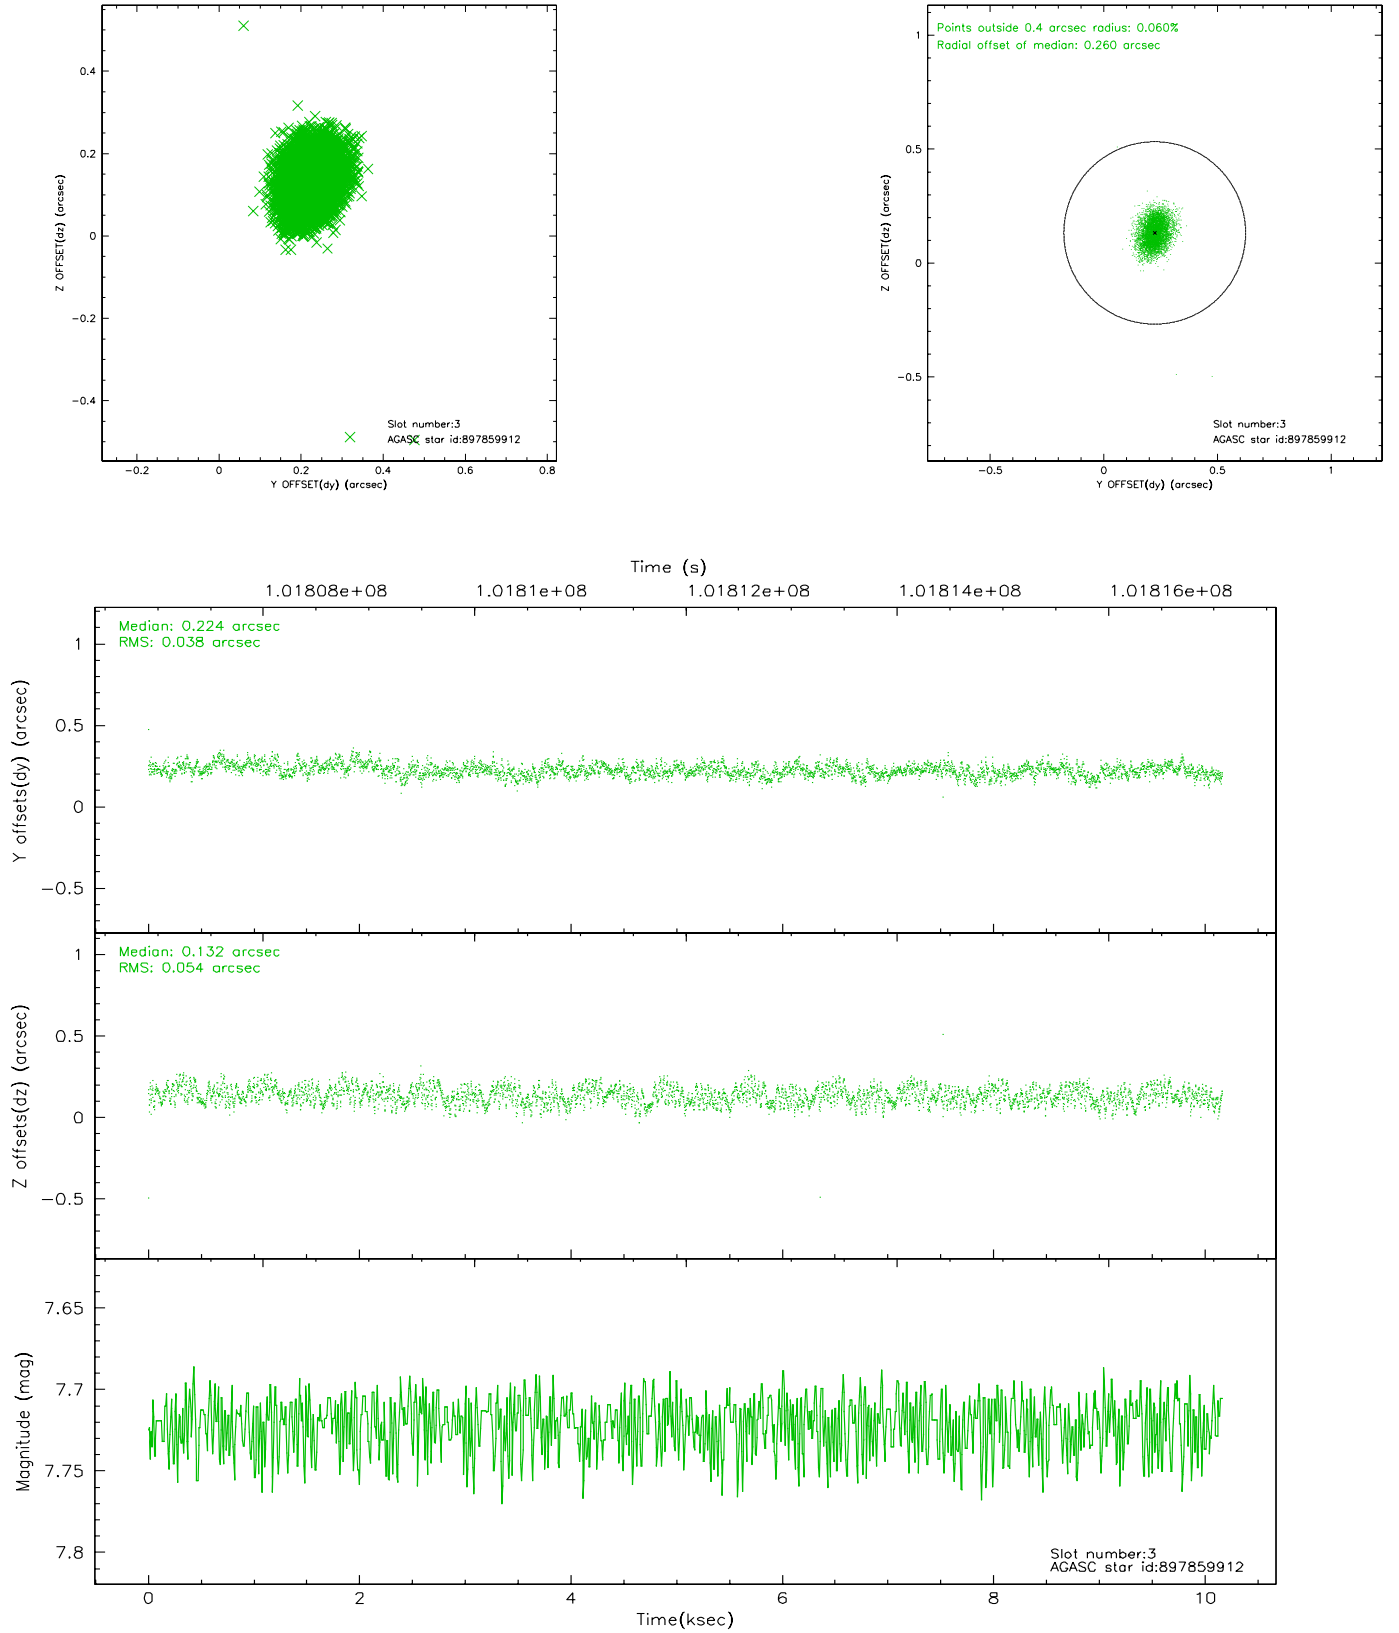 0.4
0.2
0
−0.2
−0.4
Z OFFSET(dz) (arcsec)
Slot number:3
AGASC star id:897859912
−0.2 0 0.2 0.4 0.6 0.8
Y OFFSET(dy) (arcsec)
Points outside 0.4 arcsec radius: 0.060%
Radial offset of median: 0.260 arcsec
1
0.5
0
−0.5
Z OFFSET(dz) (arcsec)
Slot number:3
AGASC star id:897859912
−0.5 0 0.5 1
Y OFFSET(dy) (arcsec)
Time (s)
1.01808e+08 1.0181e+08 1.01812e+08 1.01814e+08 1.01816e+08
Median: 0.224 arcsec
RMS: 0.038 arcsec
1
0.5
0
−0.5
Y offsets(dy) (arcsec)
Median: 0.132 arcsec
RMS: 0.054 arcsec
1
0.5
0
−0.5
Z offsets(dz) (arcsec)
7.65
7.7
7.75
7.8
Magnitude (mag)
Slot number:3
AGASC star id:897859912
0 2 4 6 8 10
Time(ksec)